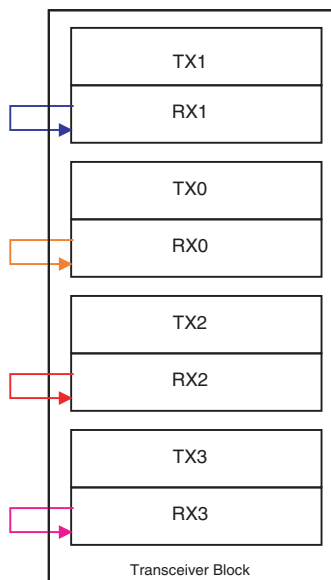 TX1
RX1
TX0
RX0
TX2
RX2
TX3
RX3
Transceiver Block